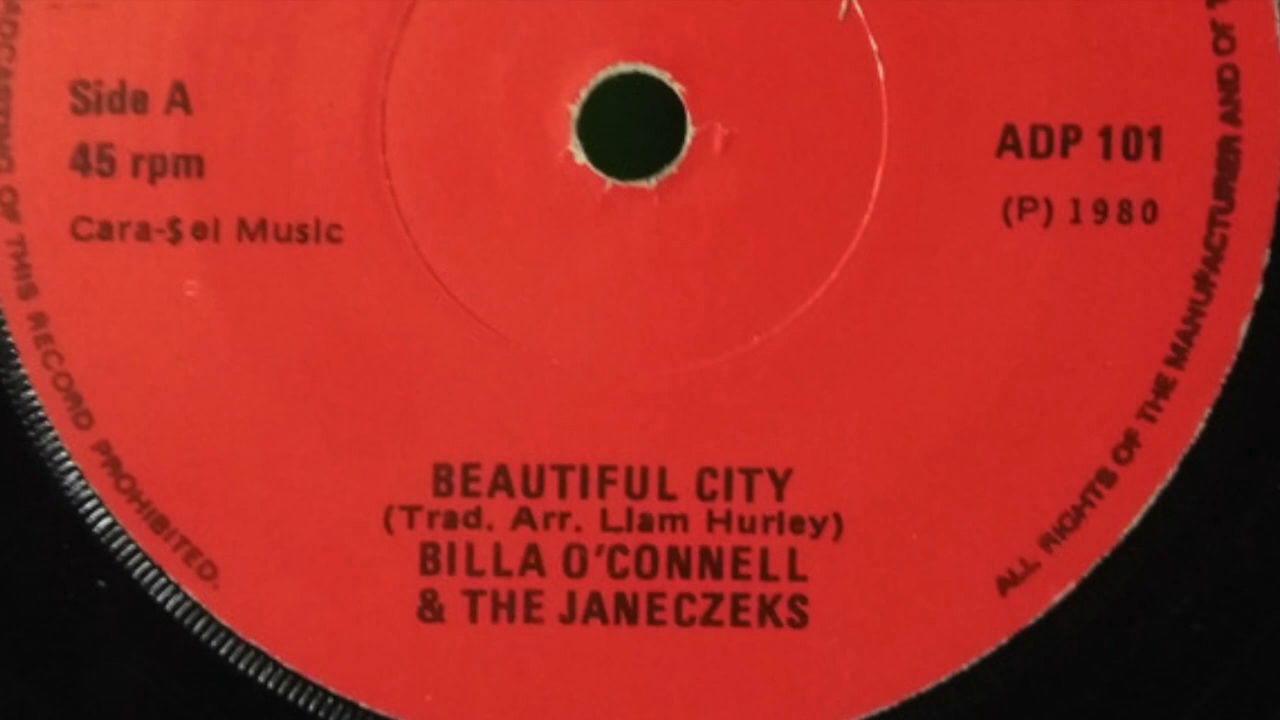 Side A
45 rpm
Cara-$el Music
ADP 101
(P) 1980
BEAUTIFUL CITY
(Trad. Arr. Liam Hurley)
BILLA O'CONNELL
& THE JANECZEKS
ALL RIGHTS OF THE MANUFACTURER AND OF
OF THIS RECORD PROHIBITED.